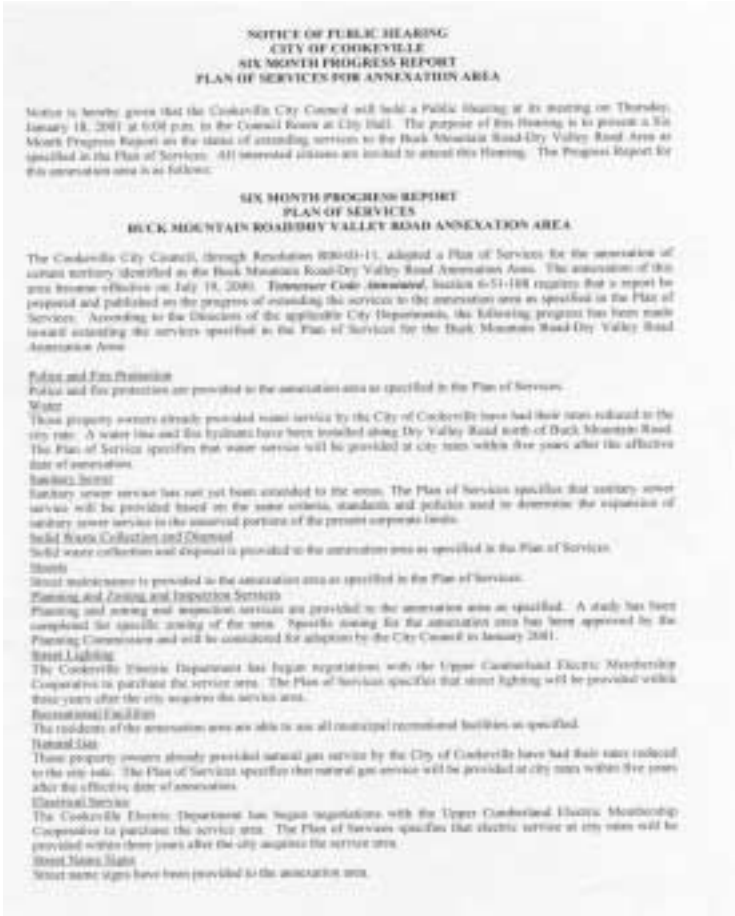 NOTICE OF PUBLIC HEARING
CITY OF COOKEVILLE
SIX MONTH PROGRESS REPORT
PLAN OF SERVICES FOR ANNEXATION AREA
Notice is hereby given that the Cookeville City Council will hold a Public Hearing at its meeting on Thursday,
January 18, 2001 at 6:00 p.m. in the Council Room at City Hall. The purpose of this Hearing is to present a Six
Month Progress Report on the status of extending services to the Buck Mountain Road-Dry Valley Road Area as
specified in the Plan of Services. All interested citizens are invited to attend this Hearing. The Progress Report for
this annexation area is as follows:
SIX MONTH PROGRESS REPORT
PLAN OF SERVICES
BUCK MOUNTAIN ROAD/DRY VALLEY ROAD ANNEXATION AREA
The Cookeville City Council, through Resolution adopted a Plan of Services for the annexation of
certain territory identified as the Buck Mountain Road-Dry Valley Road Annexation Area. The annexation of this
area became effective on July 19, 2000. Tennessee Code Annotated, Section 6-51-108 requires that a report be
prepared and published on the progress of extending the services to the annexation area as specified in the Plan of
Services. According to the Directors of the applicable City Departments, the following progress has been made
toward extending the services specified in the Plan of Services for the Buck Mountain Road-Dry Valley Road
Annexation Area:
Police and Fire Protection
Police and fire protection are provided to the annexation area as specified in the Plan of Services.
Water
Those property owners already provided water service by the City of Cookeville have had their rates reduced to the
city rate. A water line and fire hydrants have been installed along Dry Valley Road north of Buck Mountain Road.
The Plan of Service specifies that water service will be provided at city rates within five years after the effective
date of annexation.
Sanitary Sewer
Sanitary sewer service has not yet been extended to the areas. The Plan of Services specifies that sanitary sewer
service will be provided based on the same criteria, standards and policies used to determine the expansion of
sanitary sewer service to the unserved portions of the present corporate limits.
Solid Waste Collection and Disposal
Solid waste collection and disposal is provided to the annexation area as specified in the Plan of Services.
Streets
Street maintenance is provided to the annexation area as specified in the Plan of Services.
Planning and Zoning and Inspection Services
Planning and zoning and inspection services are provided to the annexation area as specified. A study has been
completed for specific zoning of the area. Specific zoning for the annexation area has been approved by the
Planning Commission and will be considered for adoption by the City Council in January 2001.
Street Lighting
The Cookeville Electric Department has begun negotiations with the Upper Cumberland Electric Membership
Cooperative to purchase the service area. The Plan of Services specifies that street lighting will be provided within
three years after the city acquires the service area.
Recreational Facilities
The residents of the annexation area are able to use all municipal recreational facilities as specified.
Natural Gas
Those property owners already provided natural gas service by the City of Cookeville have had their rates reduced
to the city rate. The Plan of Services specifies that natural gas service will be provided at city rates within five years
after the effective date of annexation.
Electrical Service
The Cookeville Electric Department has begun negotiations with the Upper Cumberland Electric Membership
Cooperative to purchase the service area. The Plan of Services specifies that electric service at city rates will be
provided within three years after the city acquires the service area.
Street Name Signs
Street name signs have been provided to the annexation area.